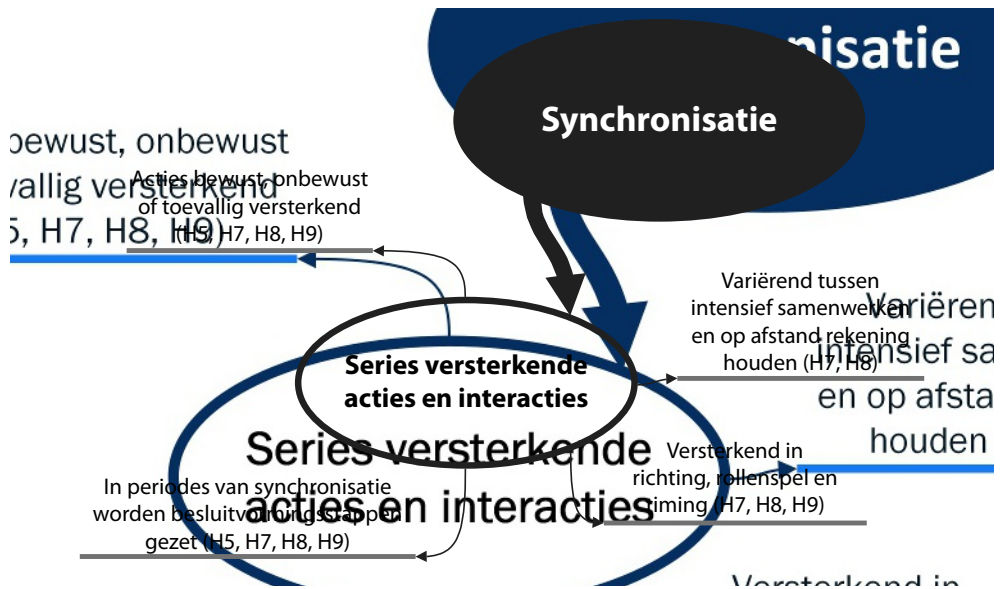 nisatie
Synchronisatie
bewust, onbewust
vallig versterkend
5, H7, H8, H9)
Acties bewust, onbewust
of toevallig versterkend
(H5, H7, H8, H9)
Variërend tussen
intensief samenwerken
en op afstand rekening
houden (H7, H8)
Variëren
intensief sa
en op afsta
houden
Series versterkende
acties en interacties
Series versterkende
acties en interacties
Versterkend in
richting, rollenspel en
timing (H7, H8, H9)
In periodes van synchronisatie
worden besluitvormingsstappen
gezet (H5, H7, H8, H9)
Versterkend in